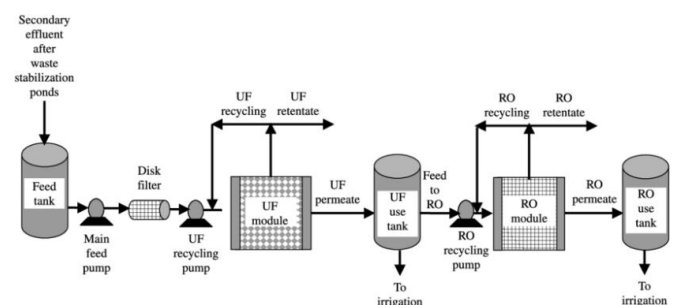 Secondary
effluent
after
waste
stabilization
ponds
Feed
tank
Main
feed
pump
Disk
filter
UF
recycling
pump
UF
recycling
UF
retentate
UF
module
UF
permeate
UF
use
tank
To
irrigation
Feed
to
RO
RO
recycling
pump
RO
recycling
RO
retentate
RO
module
RO
permeate
RO
use
tank
To
irrigation